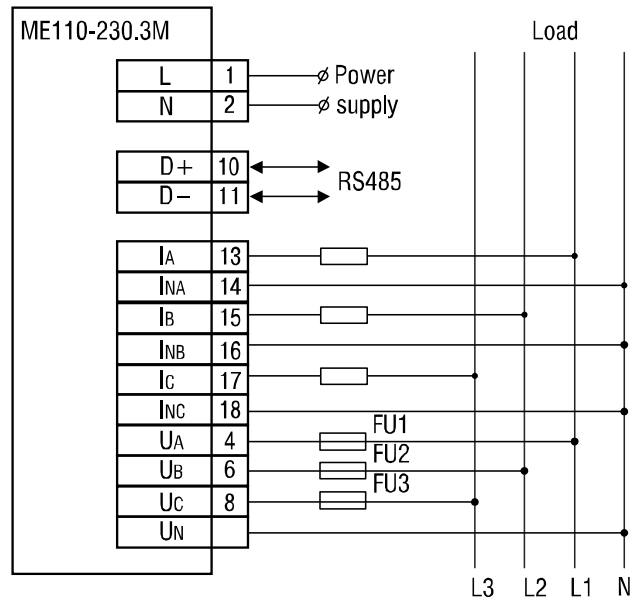 ME110-230.3M
Load
L 1 Power
N 2 supply
D+ 10
RS485
D− 11
IA 13
INA 14
IB 15
INB 16
IC 17
INC 18
FU1
UA 4
FU2
UB 6
FU3
UC 8
UN
L3 L2 L1 N